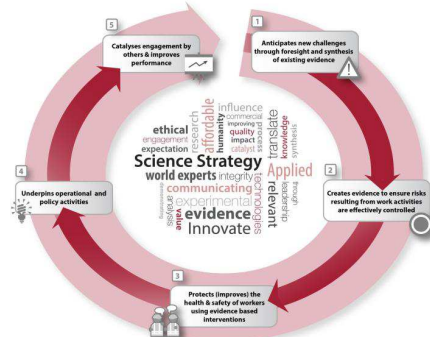 5
Catalyses engagement by
others & improves
performance
1
Anticipates new challenges
through foresight and synthesis
of existing evidence
ethical
engagement
expectation
research
affordable
humanity
influence
commercial
improving
quality
impact
catalyst
process
translate
knowledge
synthesis
Science Strategy
world experts
integrity
Applied
communicating
technologies
relevant
leadership
through
demonstrating
analysis
value
experimental
evidence
Innovate
4
Underpins operational and
policy activities
2
Creates evidence to ensure risks
resulting from work activities
are effectively controlled
3
Protects (improves) the
health & safety of workers
using evidence based
interventions